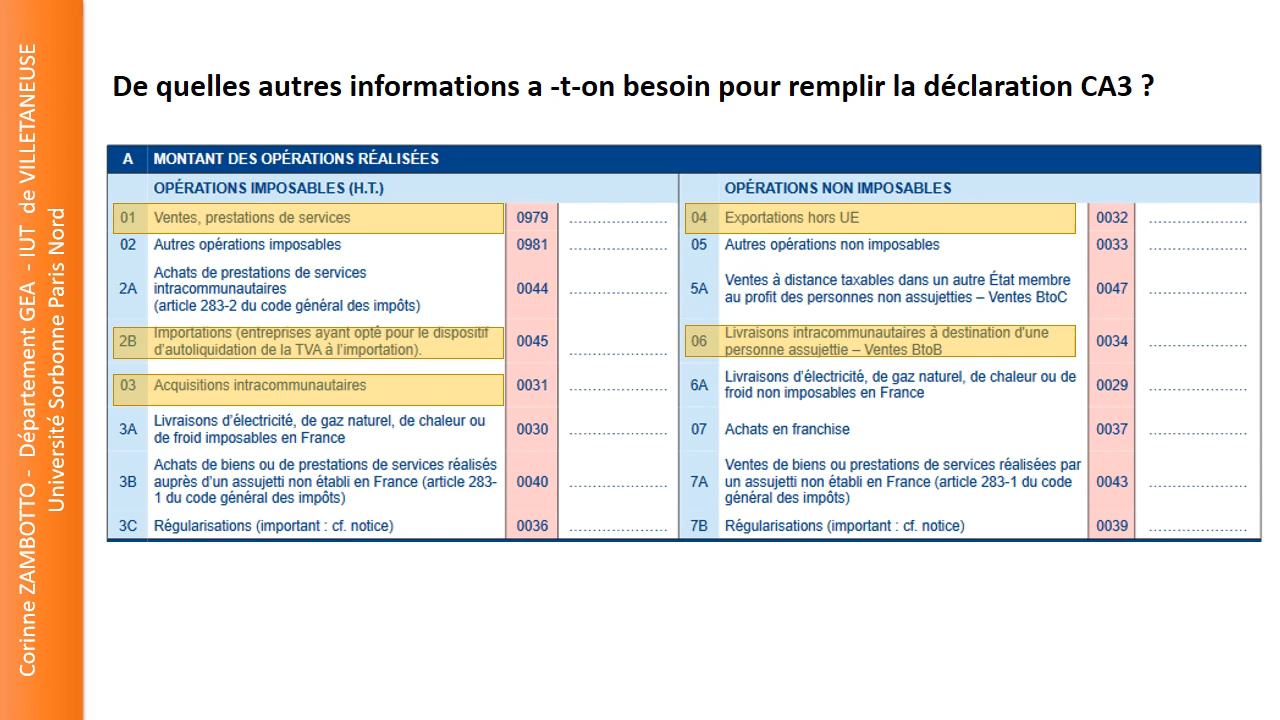 Corinne ZAMBOTTO - Département GEA - IUT de VILLETANEUSE
Université Sorbonne Paris Nord
De quelles autres informations a -t-on besoin pour remplir la déclaration CA3 ?
A MONTANT DES OPÉRATIONS RÉALISÉES
OPÉRATIONS IMPOSABLES (H.T.)
01 Ventes, prestations de services 0979 ......................
02 Autres opérations imposables 0981 ......................
Achats de prestations de services
intracommunautaires
2A 0044 ......................
(article 283-2 du code général des impôts)
Importations (entreprises ayant opté pour le dispositif
2B 0045 ......................
d'autoliquidation de la TVA à l'importation).
03 Acquisitions intracommunautaires 0031 ......................
Livraisons d'électricité, de gaz naturel, de chaleur ou
3A 0030 ......................
de froid imposables en France
Achats de biens ou de prestations de services réalisés
3B auprès d'un assujetti non établi en France (article 283- 0040 ......................
1 du code général des impôts)
3C Régularisations (important : cf. notice) 0036 ......................
OPÉRATIONS NON IMPOSABLES
04 Exportations hors UE 0032 ......................
05 Autres opérations non imposables 0033 ......................
Ventes à distance taxables dans un autre État membre
5A 0047 ......................
au profit des personnes non assujetties – Ventes BtoC
Livraisons intracommunautaires à destination d'une
06 0034 ......................
personne assujettie – Ventes BtoB
Livraisons d'électricité, de gaz naturel, de chaleur ou de
6A 0029 ......................
froid non imposables en France
07 Achats en franchise 0037 ......................
Ventes de biens ou prestations de services réalisées par
7A un assujetti non établi en France (article 283-1 du code 0043 ......................
général des impôts)
7B Régularisations (important : cf. notice) 0039 ......................